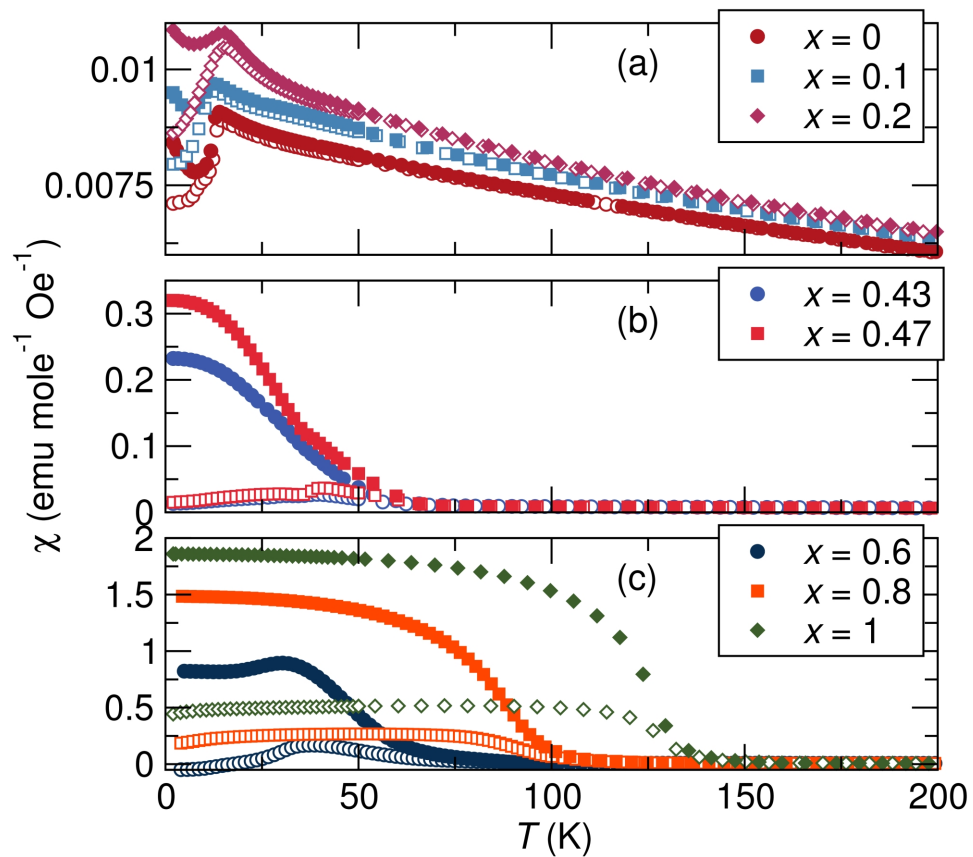 (a)
x = 0
x = 0.1
x = 0.2
0.01
0.0075
(b)
x = 0.43
x = 0.47
0.3
0.2
0.1
0
χ (emu mole⁻¹ Oe⁻¹)
(c)
x = 0.6
x = 0.8
x = 1
2
1.5
1
0.5
0
0 50 100 150 200
T (K)